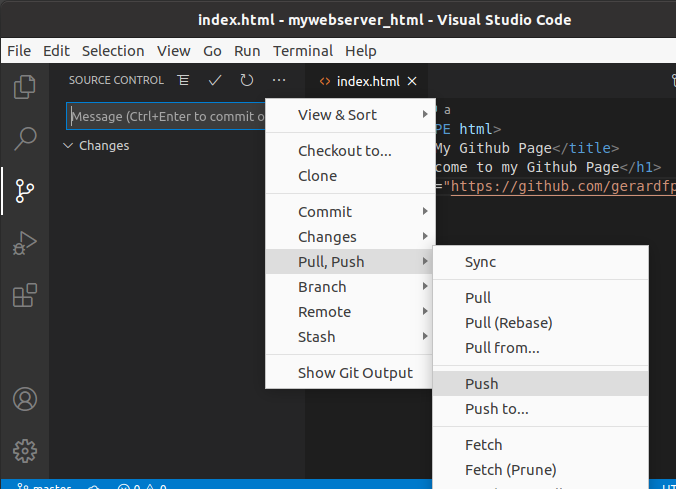 index.html - mywebserver_html - Visual Studio Code
File Edit Selection View Go Run Terminal Help
SOURCE CONTROL
index.html
Message (Ctrl+Enter to commit o
a
Changes
PE html>
My Github Page</title>
come to my Github Page</h1>
="https://github.com/gerardfp
View & Sort
Checkout to...
Clone
Commit
Changes
Pull, Push
Branch
Remote
Stash
Show Git Output
Sync
Pull
Pull (Rebase)
Pull from...
Push
Push to...
Fetch
Fetch (Prune)
master 0 0